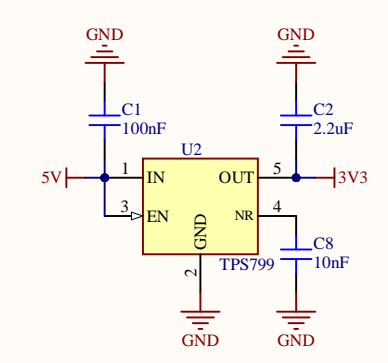 GND
GND
C1
100nF
C2
2.2uF
U2
5V
1
IN
OUT
5
3V3
3
EN
NR
4
GND
2
TPS799
C8
10nF
GND
GND